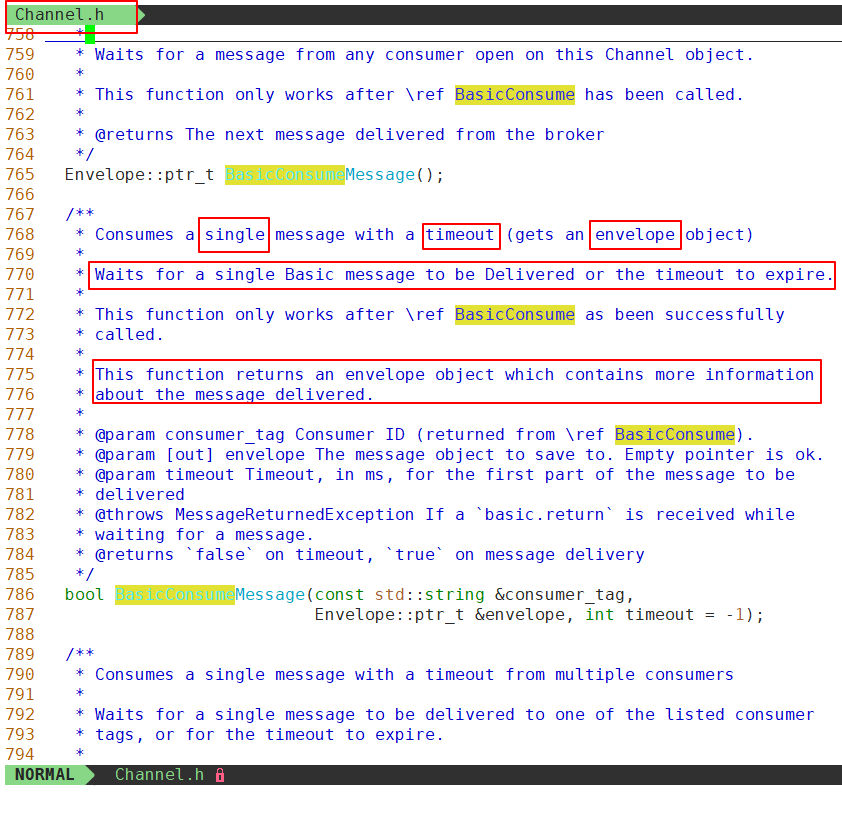 Channel.h
758 *
759 * Waits for a message from any consumer open on this Channel object.
760 *
761 * This function only works after \ref BasicConsume has been called.
762 *
763 * @returns The next message delivered from the broker
764 */
765 Envelope::ptr_t BasicConsumeMessage();
766
767 /**
768 * Consumes a single message with a timeout (gets an envelope object)
769 *
770 * Waits for a single Basic message to be Delivered or the timeout to expire.
771 *
772 * This function only works after \ref BasicConsume as been successfully
773 * called.
774 *
775 * This function returns an envelope object which contains more information
776 * about the message delivered.
777 *
778 * @param consumer_tag Consumer ID (returned from \ref BasicConsume).
779 * @param [out] envelope The message object to save to. Empty pointer is ok.
780 * @param timeout Timeout, in ms, for the first part of the message to be
781 * delivered
782 * @throws MessageReturnedException If a `basic.return` is received while
783 * waiting for a message.
784 * @returns `false` on timeout, `true` on message delivery
785 */
786 bool BasicConsumeMessage(const std::string &consumer_tag,
787 Envelope::ptr_t &envelope, int timeout = -1);
788
789 /**
790 * Consumes a single message with a timeout from multiple consumers
791 *
792 * Waits for a single message to be delivered to one of the listed consumer
793 * tags, or for the timeout to expire.
794 *
NORMAL Channel.h